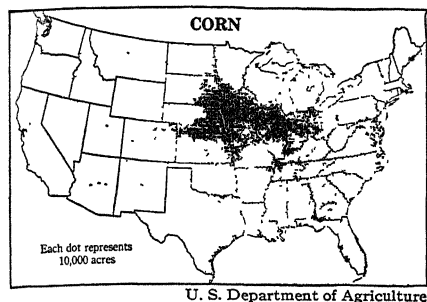 CORN
Each dot represents
10,000 acres
U. S. Department of Agriculture